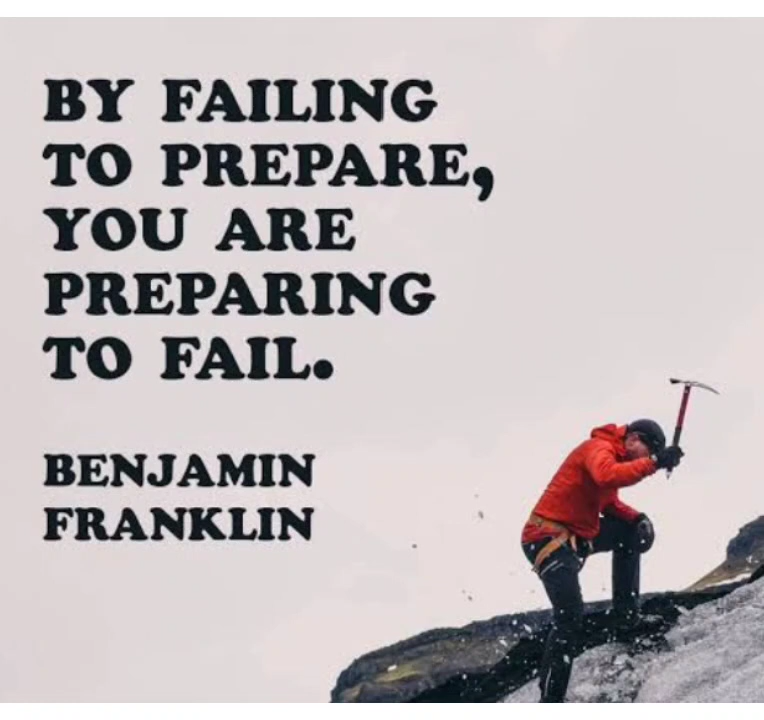 BY FAILING
TO PREPARE,
YOU ARE
PREPARING
TO FAIL.
BENJAMIN
FRANKLIN